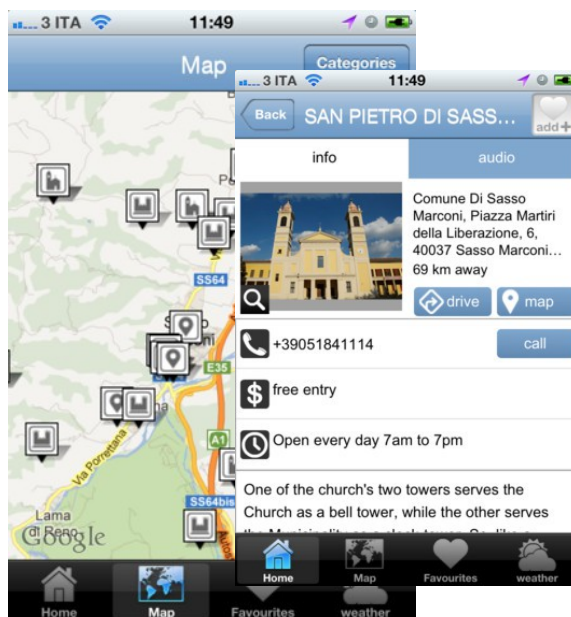 3 ITA 11:49
Map
Categories
SS64
E35
A1
Via Porrettana
SS64bis
Lama
di Reno
Google
Home Map Favourites weather
3 ITA 11:49
Back SAN PIETRO DI SASS... add+
info audio
Comune Di Sasso
Marconi, Piazza Martiri
della Liberazione, 6,
40037 Sasso Marconi...
69 km away
drive map
+39051841114 call
free entry
Open every day 7am to 7pm
One of the church's two towers serves the
Church as a bell tower, while the other serves
Home Map Favourites weather